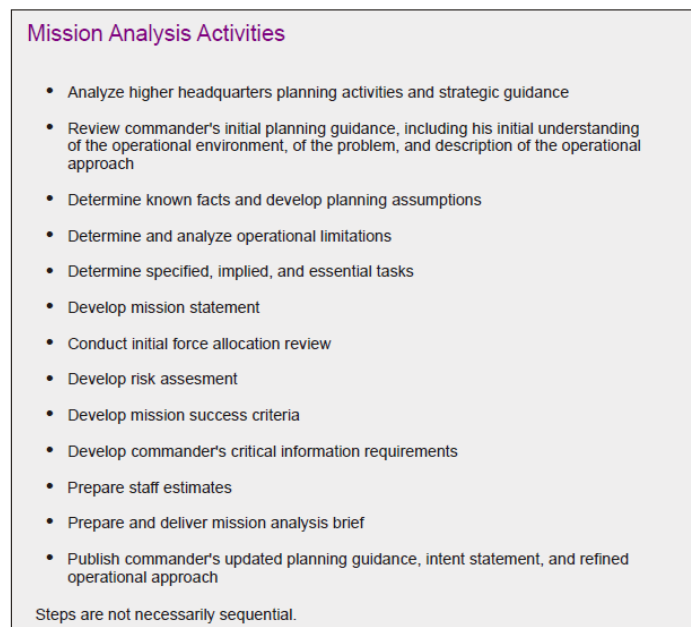 Mission Analysis Activities
• Analyze higher headquarters planning activities and strategic guidance
• Review commander's initial planning guidance, including his initial understanding
of the operational environment, of the problem, and description of the operational
approach
• Determine known facts and develop planning assumptions
• Determine and analyze operational limitations
• Determine specified, implied, and essential tasks
• Develop mission statement
• Conduct initial force allocation review
• Develop risk assesment
• Develop mission success criteria
• Develop commander's critical information requirements
• Prepare staff estimates
• Prepare and deliver mission analysis brief
• Publish commander's updated planning guidance, intent statement, and refined
operational approach
Steps are not necessarily sequential.